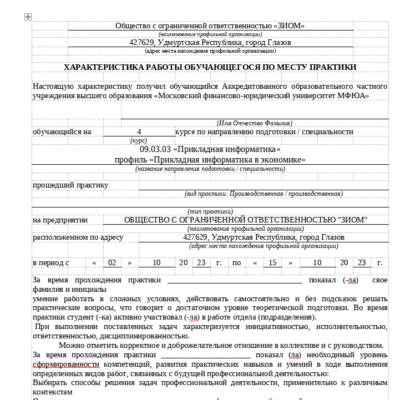 Общество с ограниченной ответственностью «ЗИОМ»
(наименование профильной организации)
427629, Удмуртская Республика, город Глазов
(адрес места нахождения профильной организации)
ХАРАКТЕРИСТИКА РАБОТЫ ОБУЧАЮЩЕГОСЯ ПО МЕСТУ ПРАКТИКИ
Настоящую характеристику получил обучающийся Аккредитованного образовательного частного
учреждения высшего образования «Московский финансово-юридический университет МФЮА»
(Имя Отчество Фамилия)
обучающийся на 4 курсе по направлению подготовки / специальности
(курс)
09.03.03 «Прикладная информатика»
профиль «Прикладная информатика в экономике»
(название направления подготовки / специальности)
прошедший практику
(вид практики: Производственная / производственная)
(тип практики)
на предприятии ОБЩЕСТВО С ОГРАНИЧЕННОЙ ОТВЕТСТВЕННОСТЬЮ "ЗИОМ"
(наименование профильной организации)
расположенном по адресу 427629, Удмуртская Республика, город Глазов
(адрес места нахождения профильной организации)
в период с « 02 » 10 20 23 г. по « 15 » 10 20 23 г.
За время прохождения практики ____________ показал (-ла) свое
фамилия и инициалы
умение работать в сложных условиях, действовать самостоятельно и без подсказок решать
практические вопросы, что говорит о достаточном уровне теоретической подготовки. Во время
практики студент (-ка) активно участвовал (-ла) в работе отдела (подразделения).
При выполнении поставленных задач характеризуется инициативностью, исполнительностью,
ответственностью, дисциплинированностью.
Можно отметить корректное и доброжелательное отношение в коллективе и с руководством.
За время прохождения практики ____________ показал (ла) необходимый уровень
сформированности компетенций, развития практических навыков и умений в ходе выполнения
определенных видов работ, связанных с будущей профессиональной деятельностью:
Выбирать способы решения задач профессиональной деятельности, применительно к различным
контекстам